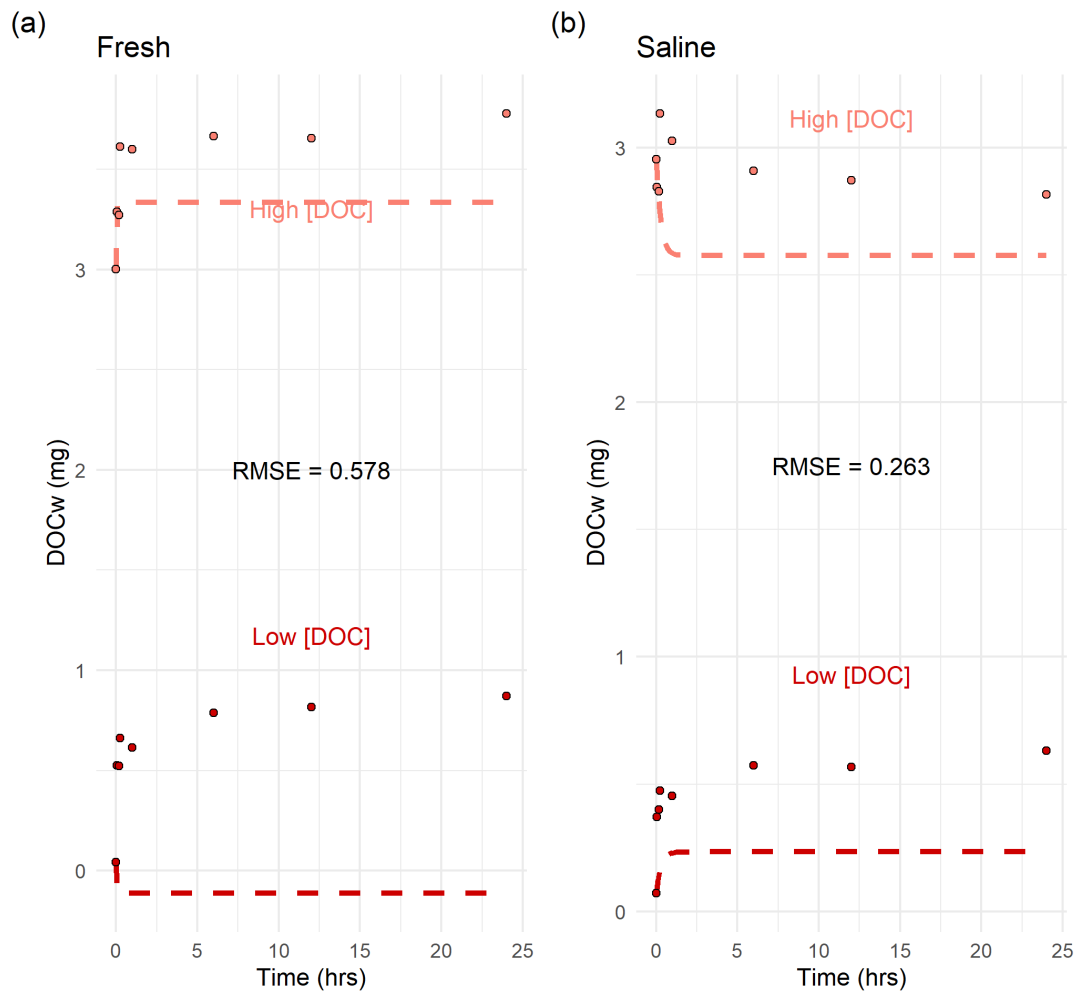 (a)
Fresh
High [DOC]
RMSE = 0.578
Low [DOC]
DOCw (mg)
3
2
1
0
0 5 10 15 20 25
Time (hrs)
(b)
Saline
High [DOC]
RMSE = 0.263
Low [DOC]
DOCw (mg)
3
2
1
0
0 5 10 15 20 25
Time (hrs)